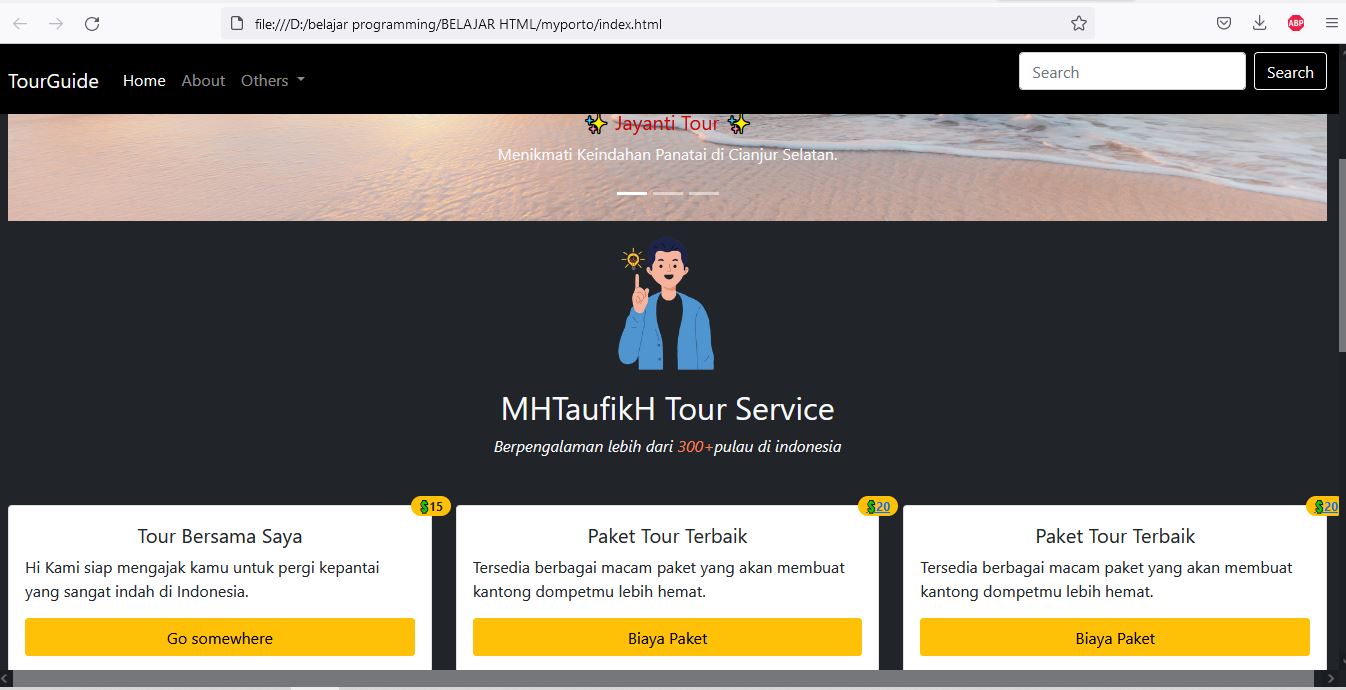 file:///D:/belajar programming/BELAJAR HTML/myporto/index.html
ABP
TourGuide Home About Others Search Search
✨ Jayanti Tour ✨
Menikmati Keindahan Panatai di Cianjur Selatan.
MHTaufikH Tour Service
Berpengalaman lebih dari 300+pulau di indonesia
💲15
Tour Bersama Saya
Hi Kami siap mengajak kamu untuk pergi kepantai
yang sangat indah di Indonesia.
Go somewhere
💲20
Paket Tour Terbaik
Tersedia berbagai macam paket yang akan membuat
kantong dompetmu lebih hemat.
Biaya Paket
💲20
Paket Tour Terbaik
Tersedia berbagai macam paket yang akan membuat
kantong dompetmu lebih hemat.
Biaya Paket